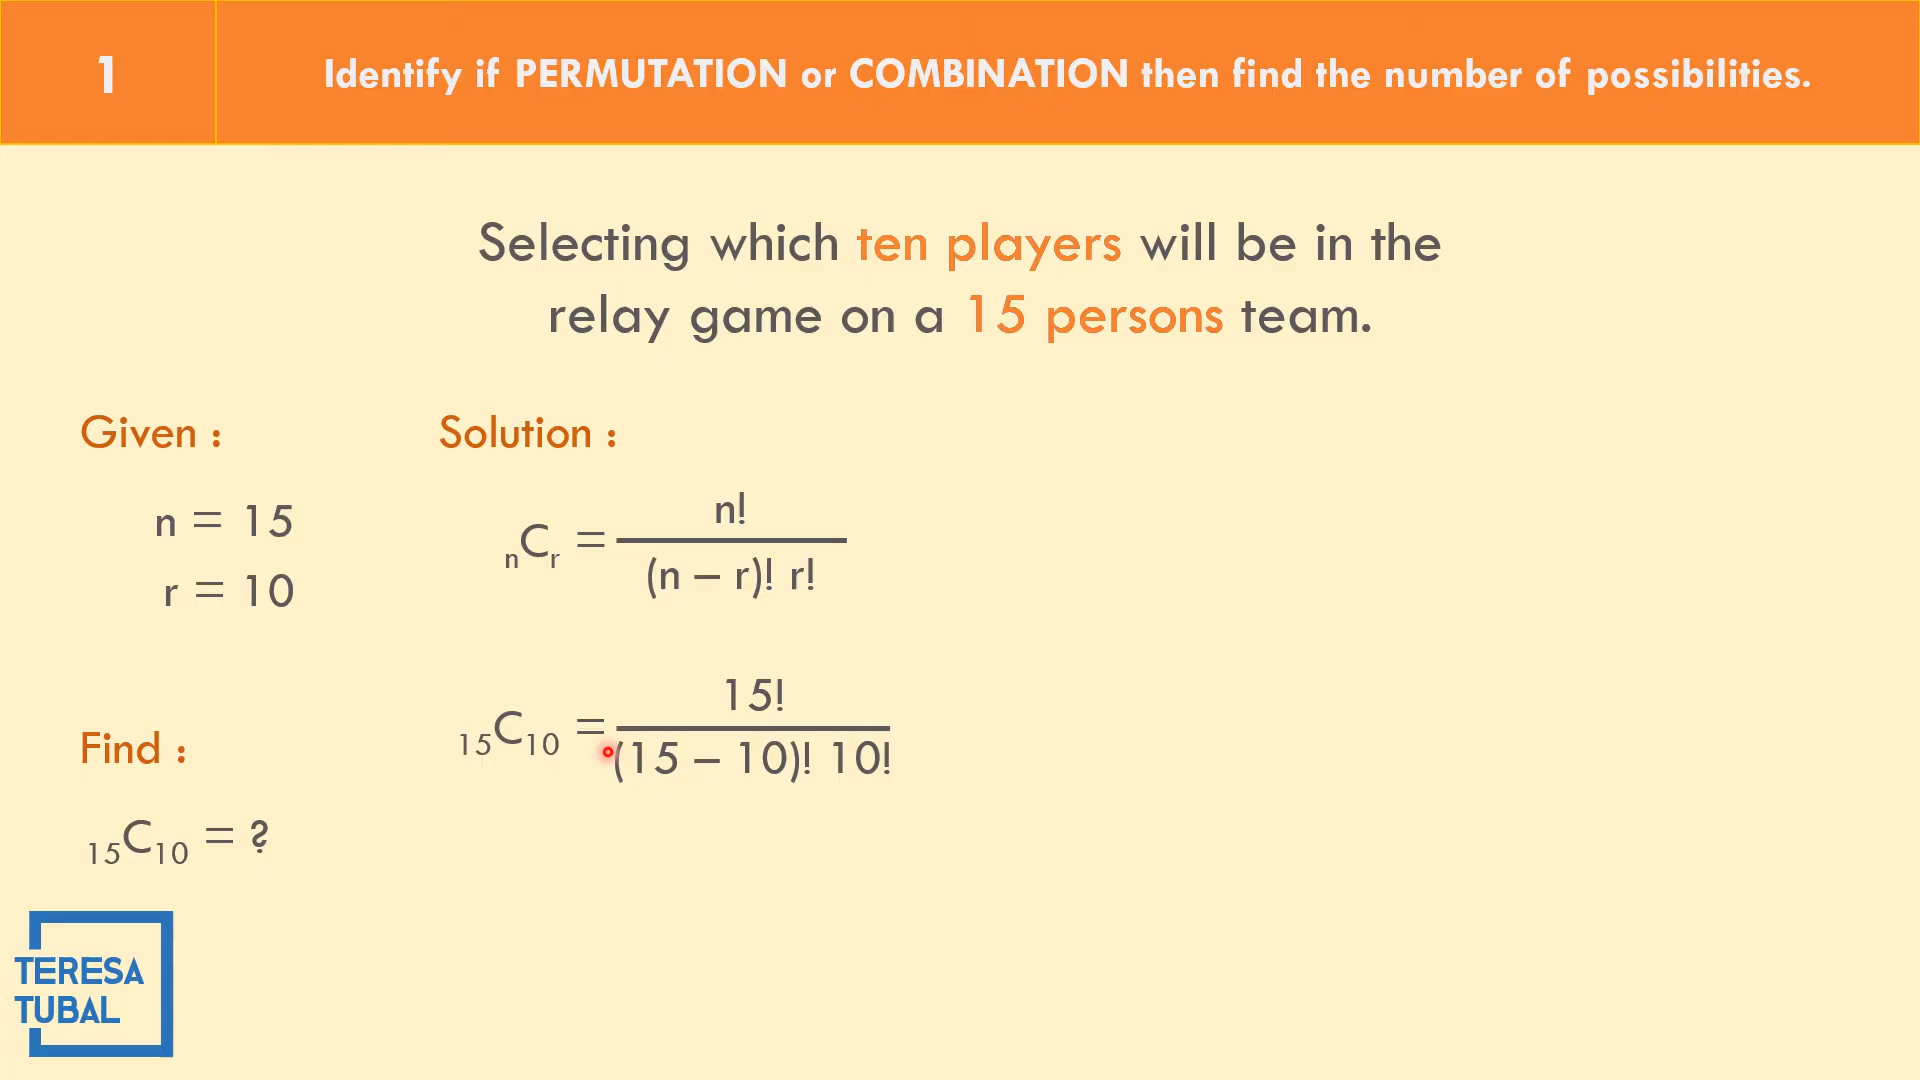 1
Identify if PERMUTATION or COMBINATION then find the number of possibilities.
Selecting which ten players will be in the
relay game on a 15 persons team.
Given :
n = 15
r = 10
Find :
₁₅C₁₀ = ?
Solution :
ₙCᵣ = n!
(n – r)! r!
₁₅C₁₀ = 15!
(15 – 10)! 10!
TERESA
TUBAL